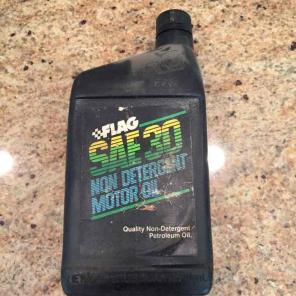 FLAG
SAE 30
NON DETERGENT
MOTOR OIL
Quality Non-Detergent
Petroleum Oil.